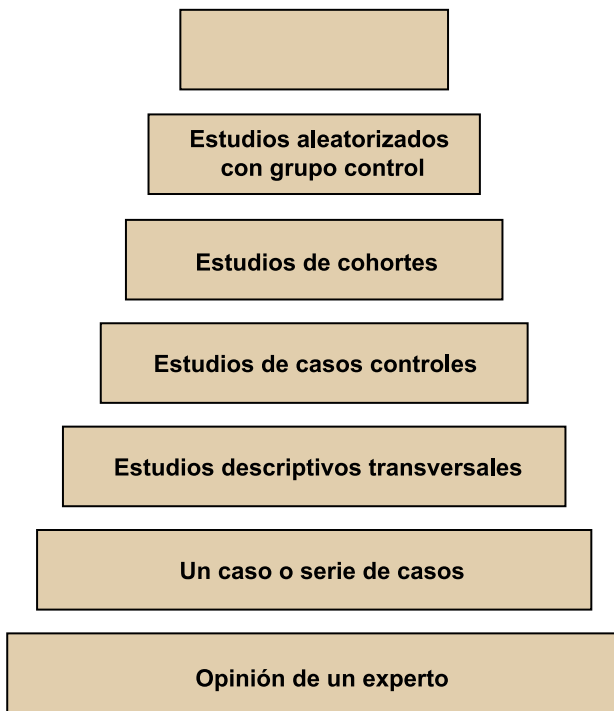 Estudios aleatorizados
con grupo control
Estudios de cohortes
Estudios de casos controles
Estudios descriptivos transversales
Un caso o serie de casos
Opinión de un experto